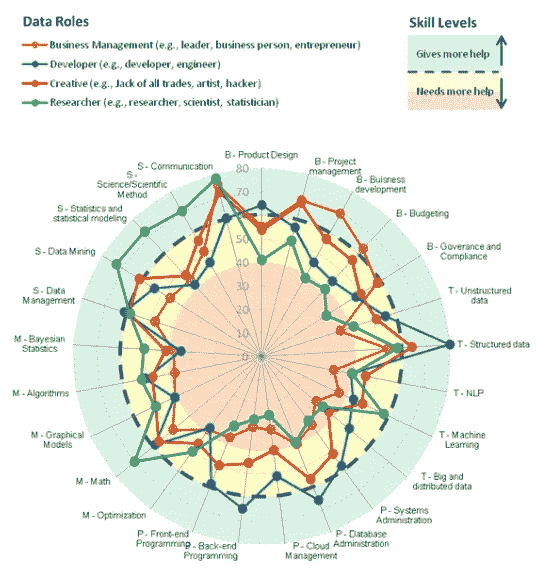 Data Roles
Business Management (e.g., leader, business person, entrepreneur)
Developer (e.g., developer, engineer)
Creative (e.g., Jack of all trades, artist, hacker)
Researcher (e.g., researcher, scientist, statistician)
Skill Levels
Gives more help
Needs more help
B - Product Design
B - Project
management
B - Buisness
development
B - Budgeting
B - Goverance and
Compliance
T - Unstructured
data
T - Structured data
T - NLP
T - Machine
Learning
T - Big and
distributed data
P - Systems
Administration
P - Database
Administration
P - Cloud
Management
P - Back-end
Programming
P - Front-end
Programming
M - Optimization
M - Math
M - Graphical
Models
M - Algorithms
M - Bayesian
Statistics
S - Data
Management
S - Data Mining
S - Statistics and
statistical modeling
S -
Science/Scientific
Method
S - Communication
80
70
60
50
40
30
20
10
0